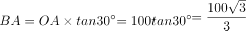 BA = OA × tan30° = 100tan30° = 100√3/3